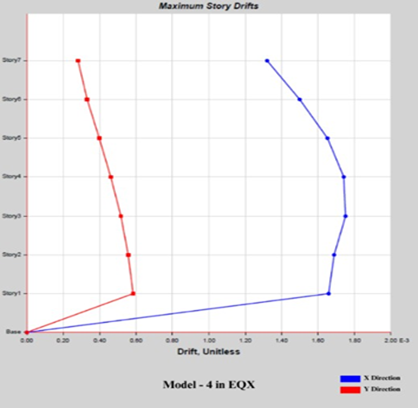 Maximum Story Drifts
Story7
Story6
Story5
Story4
Story3
Story2
Story1
Base
0.00 0.20 0.40 0.60 0.80 1.00 1.20 1.40 1.60 1.80 2.00 E-3
Drift, Unitless
Model - 4 in EQX
X Direction
Y Direction